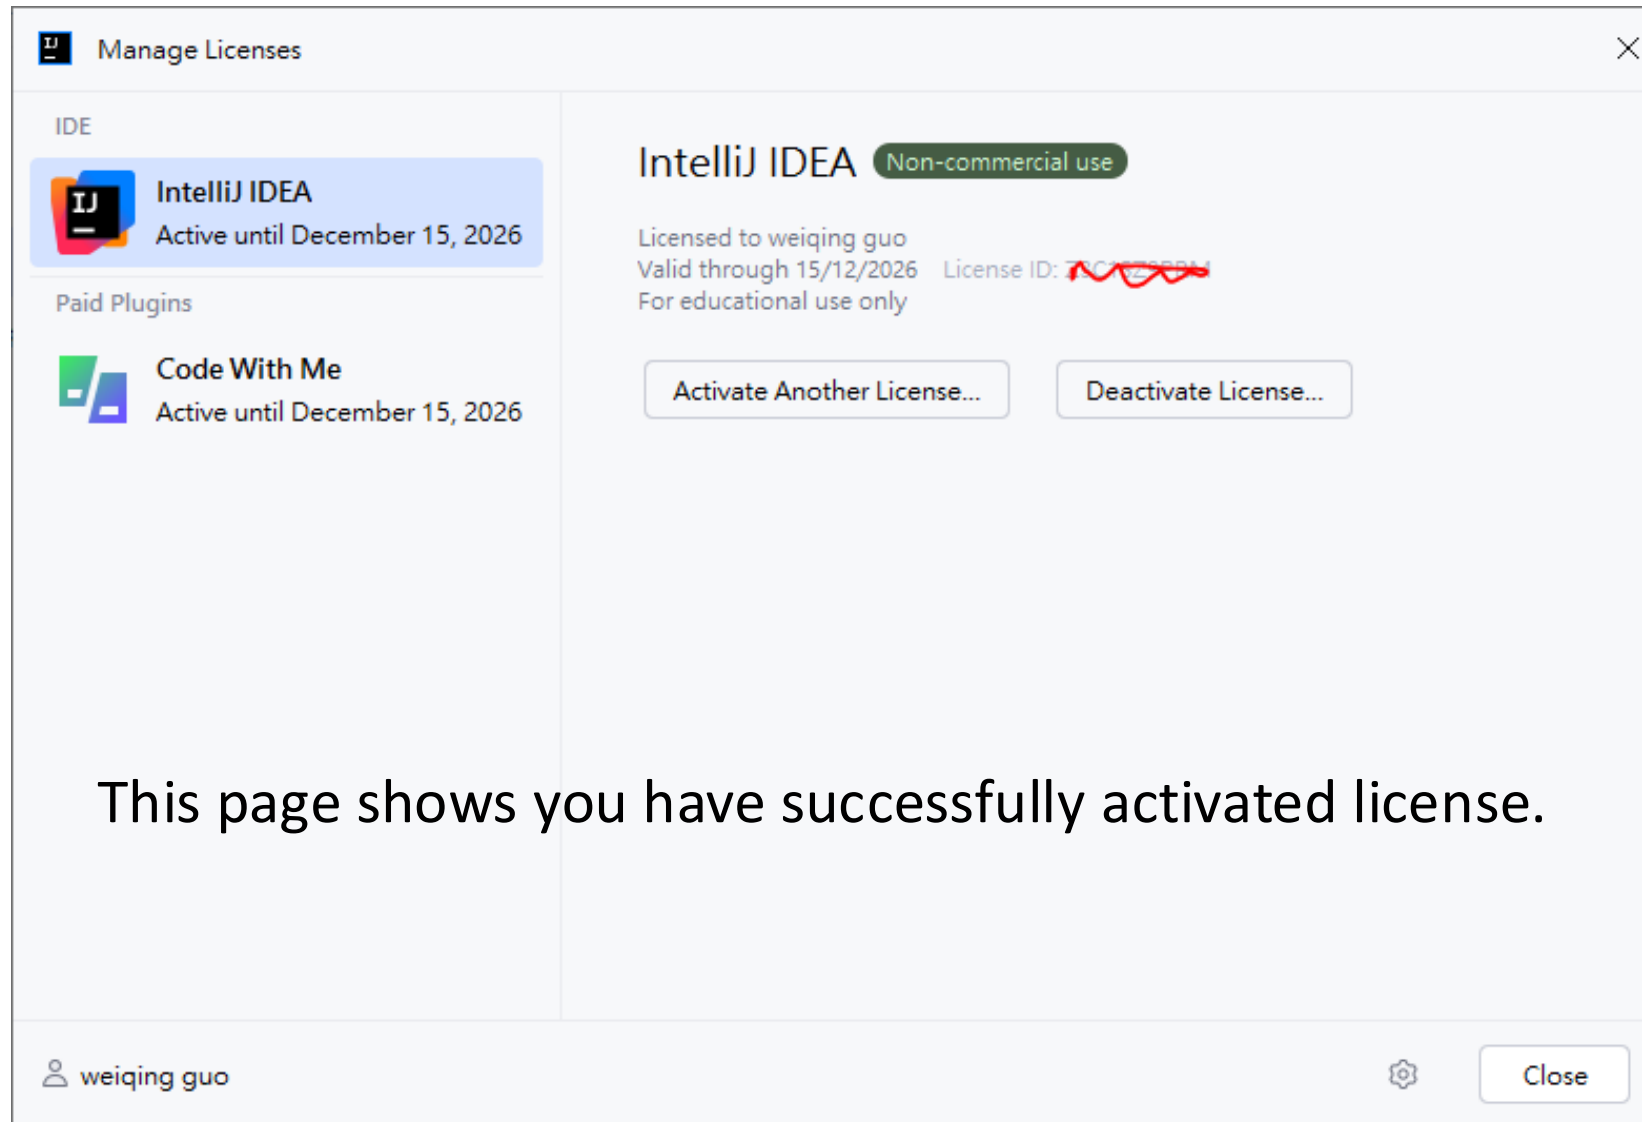 Manage Licenses
IDE
IntelliJ IDEA
Active until December 15, 2026
Paid Plugins
Code With Me
Active until December 15, 2026
IntelliJ IDEA Non-commercial use
Licensed to weiqing guo
Valid through 15/12/2026 License ID:
For educational use only
Activate Another License...
Deactivate License...
This page shows you have successfully activated license.
weiqing guo
Close